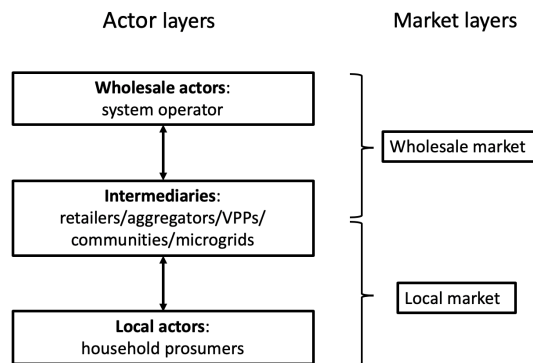 Actor layers
Market layers
Wholesale actors:
system operator
Wholesale market
Intermediaries:
retailers/aggregators/VPPs/
communities/microgrids
Local market
Local actors:
household prosumers